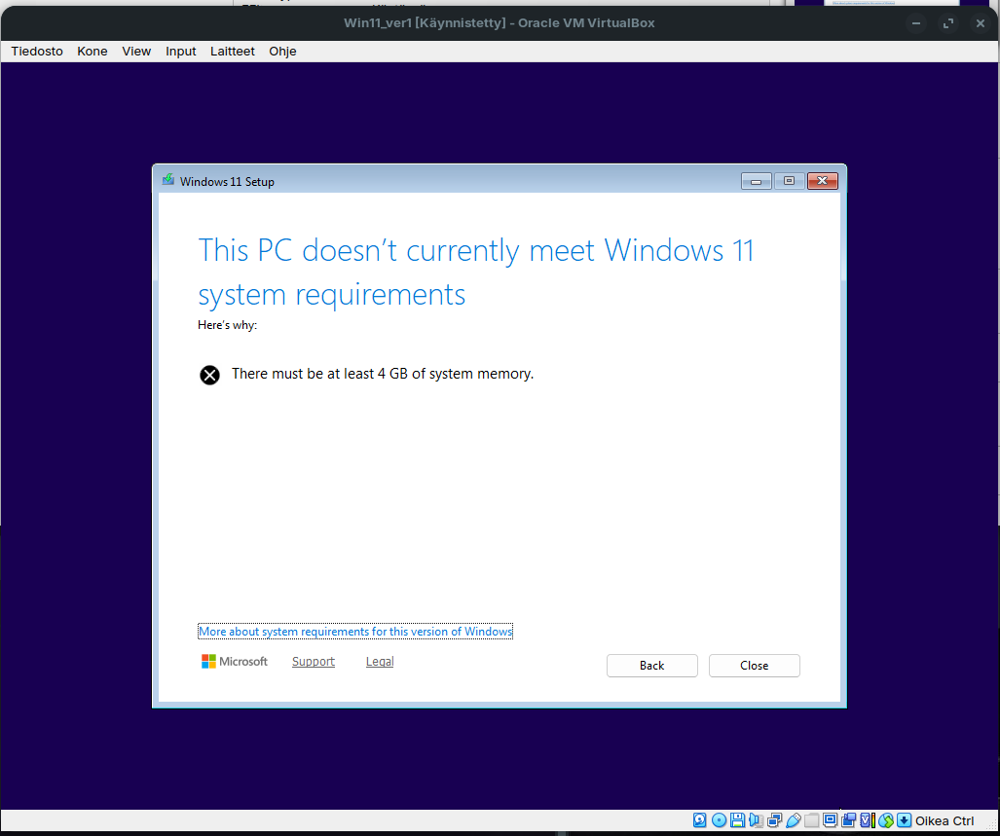 Win11_ver1 [Käynnistetty] - Oracle VM VirtualBox
Tiedosto Kone View Input Laitteet Ohje
Windows 11 Setup
This PC doesn't currently meet Windows 11
system requirements
Here's why:
There must be at least 4 GB of system memory.
More about system requirements for this version of Windows
Microsoft Support Legal Back Close
Oikea Ctrl